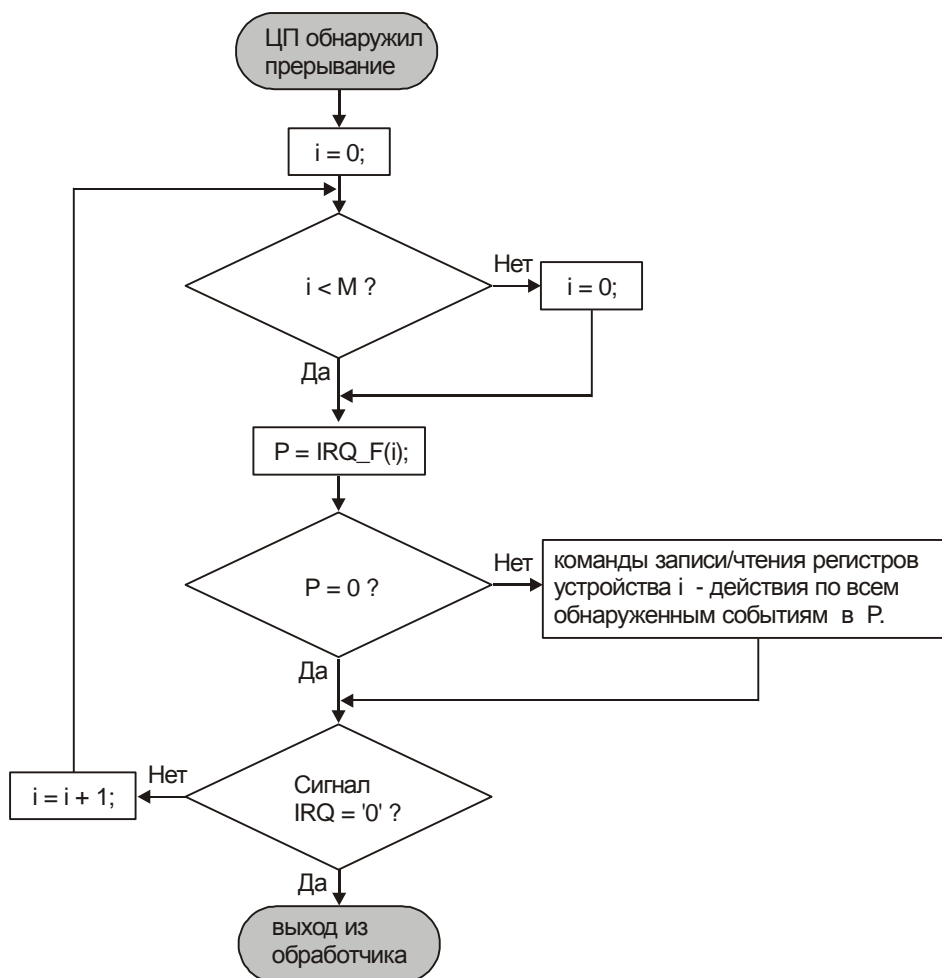 ЦП обнаружил
прерывание
i = 0;
i < M ?
Нет
i = 0;
Да
P = IRQ_F(i);
P = 0 ?
Нет
команды записи/чтения регистров
устройства i - действия по всем
обнаруженным событиям в P.
Да
Сигнал
IRQ = '0' ?
Нет
i = i + 1;
Да
выход из
обработчика